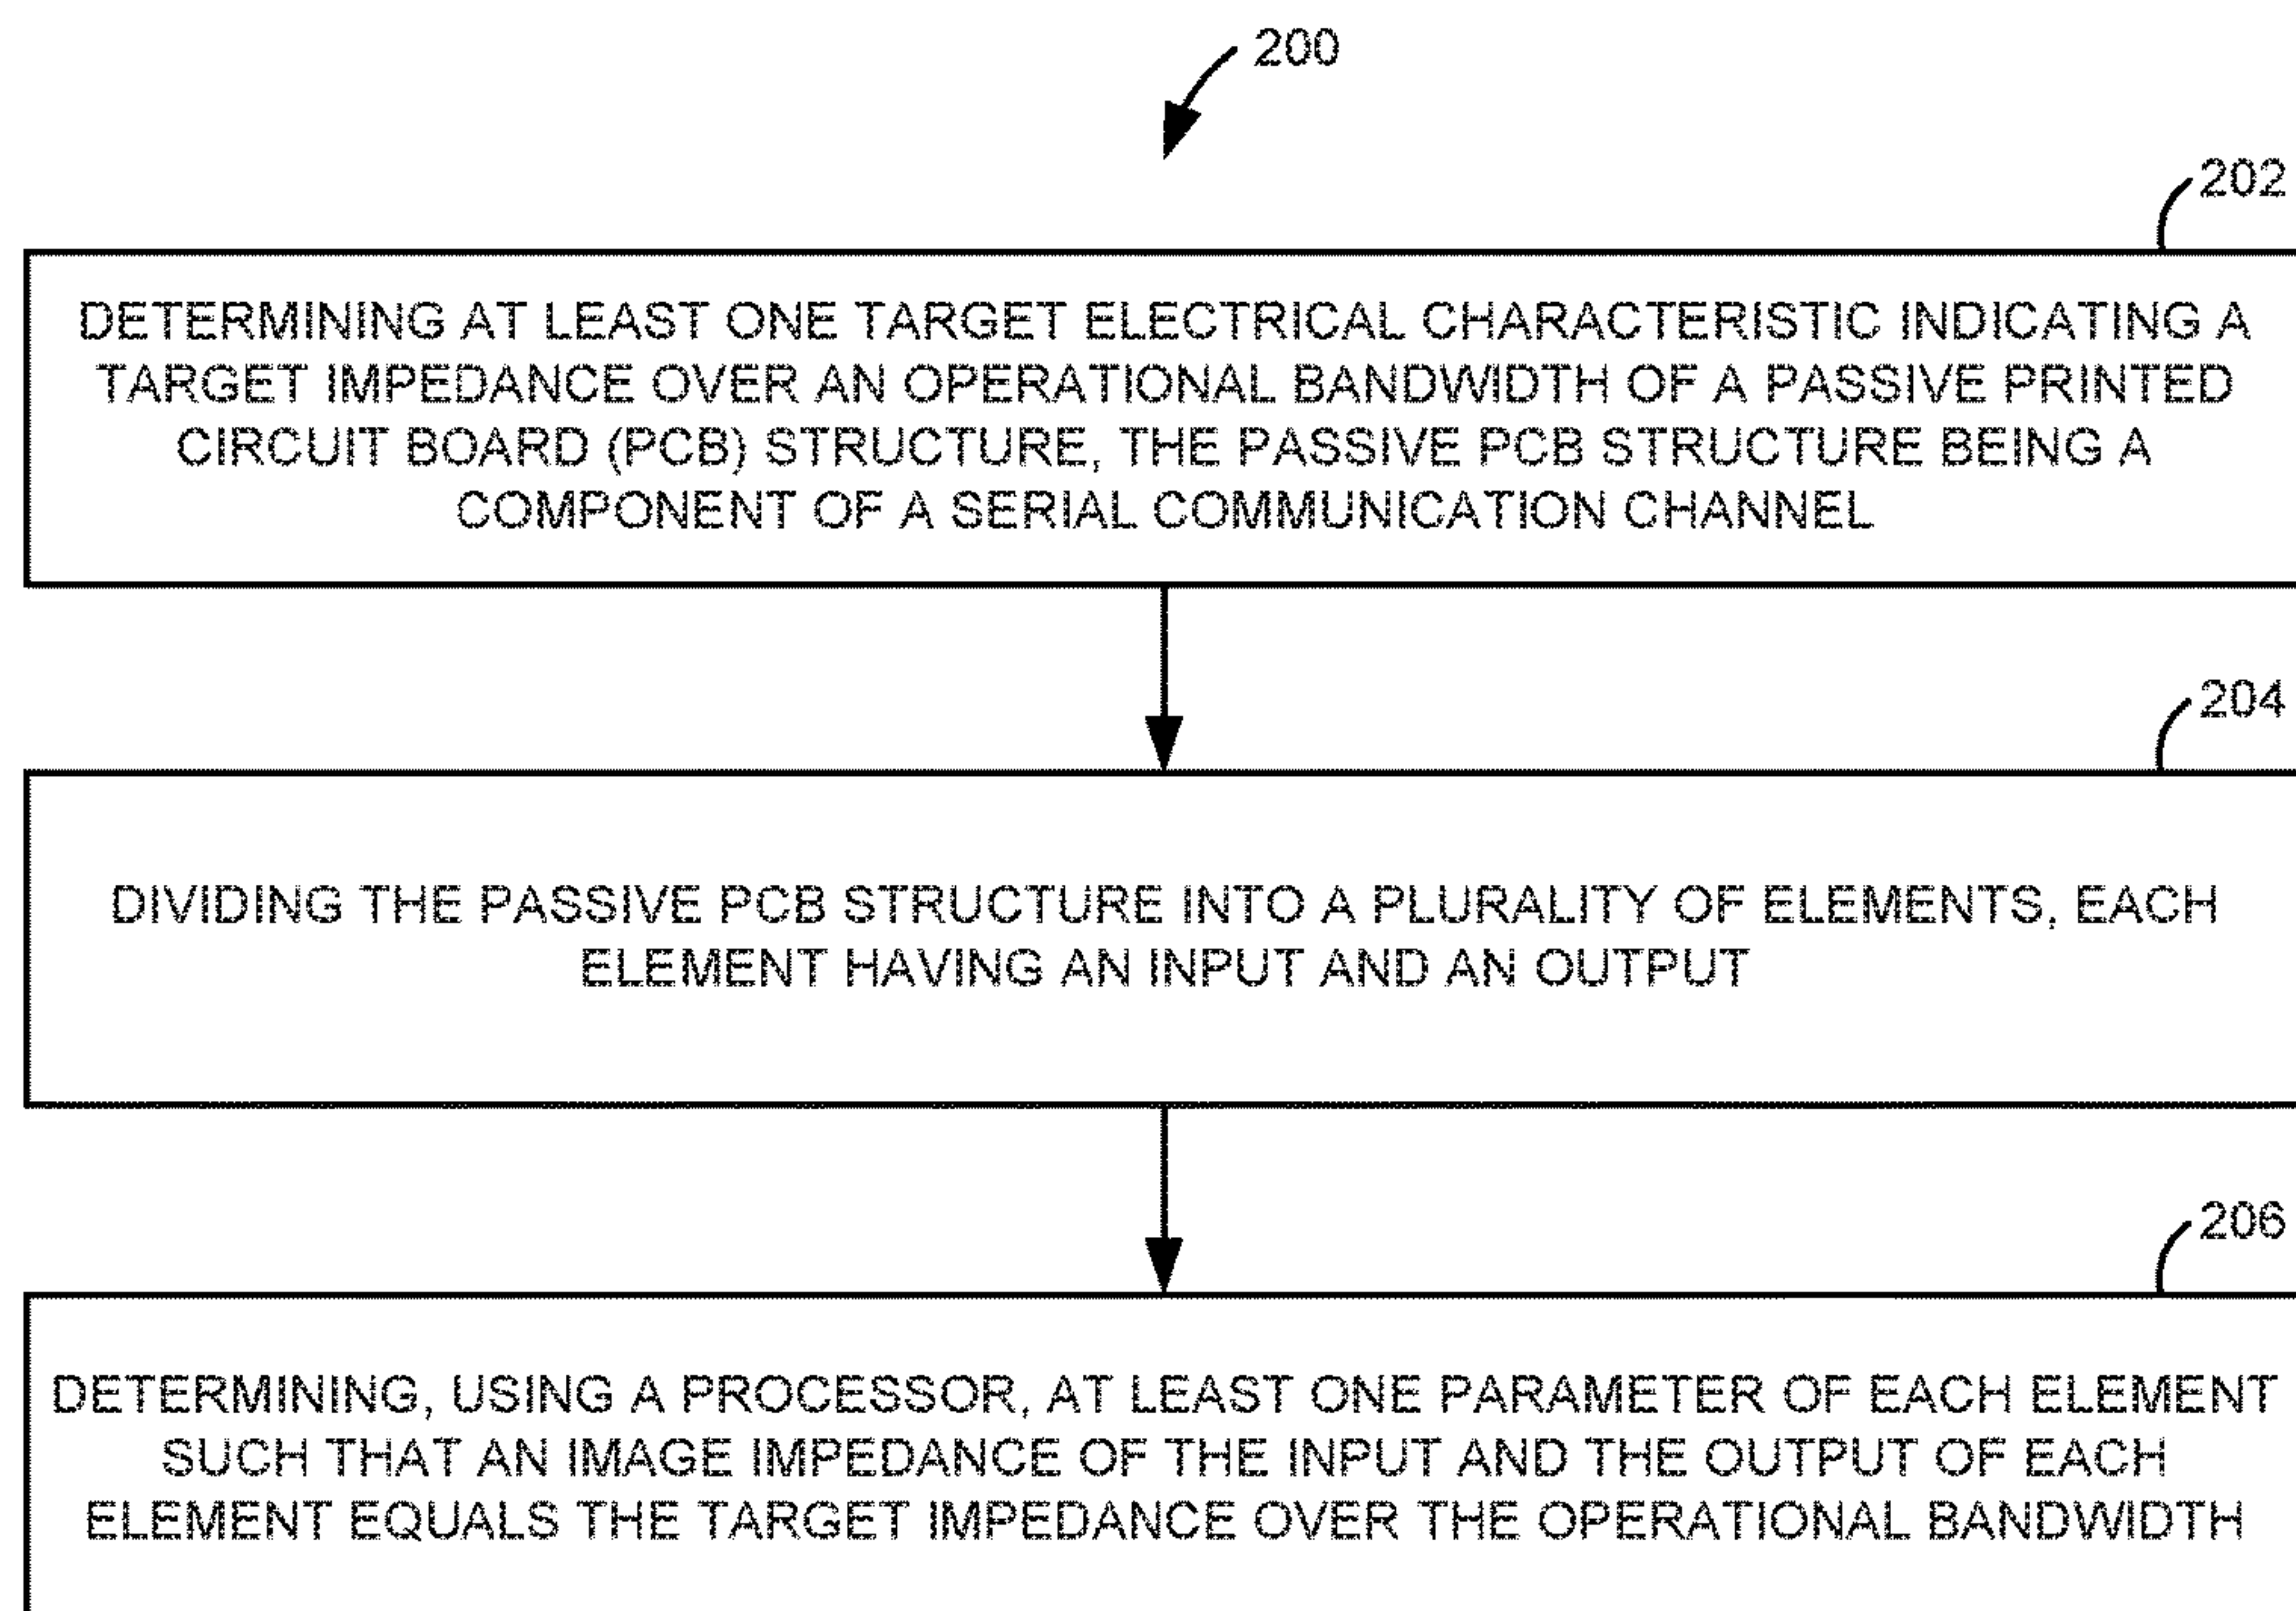 200
202
DETERMINING AT LEAST ONE TARGET ELECTRICAL CHARACTERISTIC INDICATING A
TARGET IMPEDANCE OVER AN OPERATIONAL BANDWIDTH OF A PASSIVE PRINTED
CIRCUIT BOARD (PCB) STRUCTURE, THE PASSIVE PCB STRUCTURE BEING A
COMPONENT OF A SERIAL COMMUNICATION CHANNEL
204
DIVIDING THE PASSIVE PCB STRUCTURE INTO A PLURALITY OF ELEMENTS, EACH
ELEMENT HAVING AN INPUT AND AN OUTPUT
206
DETERMINING, USING A PROCESSOR, AT LEAST ONE PARAMETER OF EACH ELEMENT
SUCH THAT AN IMAGE IMPEDANCE OF THE INPUT AND THE OUTPUT OF EACH
ELEMENT EQUALS THE TARGET IMPEDANCE OVER THE OPERATIONAL BANDWIDTH